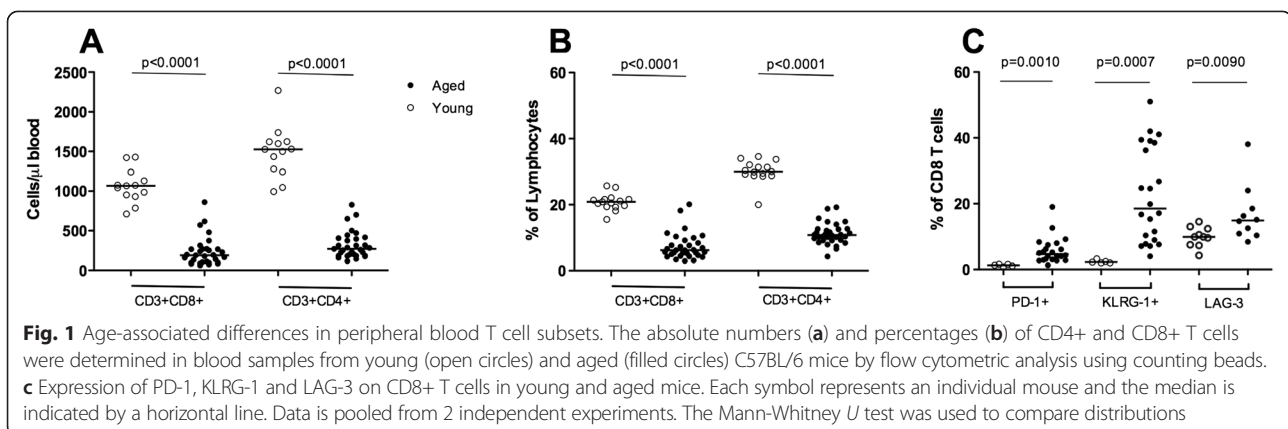 A
B
C
p<0.0001
p<0.0001
2500
2000
1500
1000
500
0
Cells/μl blood
Aged
Young
CD3+CD8+
CD3+CD4+
p<0.0001
p<0.0001
60
40
20
0
% of Lymphocytes
CD3+CD8+
CD3+CD4+
p=0.0010
p=0.0007
p=0.0090
60
40
20
0
% of CD8 T cells
PD-1+
KLRG-1+
LAG-3
Fig. 1 Age-associated differences in peripheral blood T cell subsets. The absolute numbers (a) and percentages (b) of CD4+ and CD8+ T cells
were determined in blood samples from young (open circles) and aged (filled circles) C57BL/6 mice by flow cytometric analysis using counting beads.
c Expression of PD-1, KLRG-1 and LAG-3 on CD8+ T cells in young and aged mice. Each symbol represents an individual mouse and the median is
indicated by a horizontal line. Data is pooled from 2 independent experiments. The Mann-Whitney U test was used to compare distributions